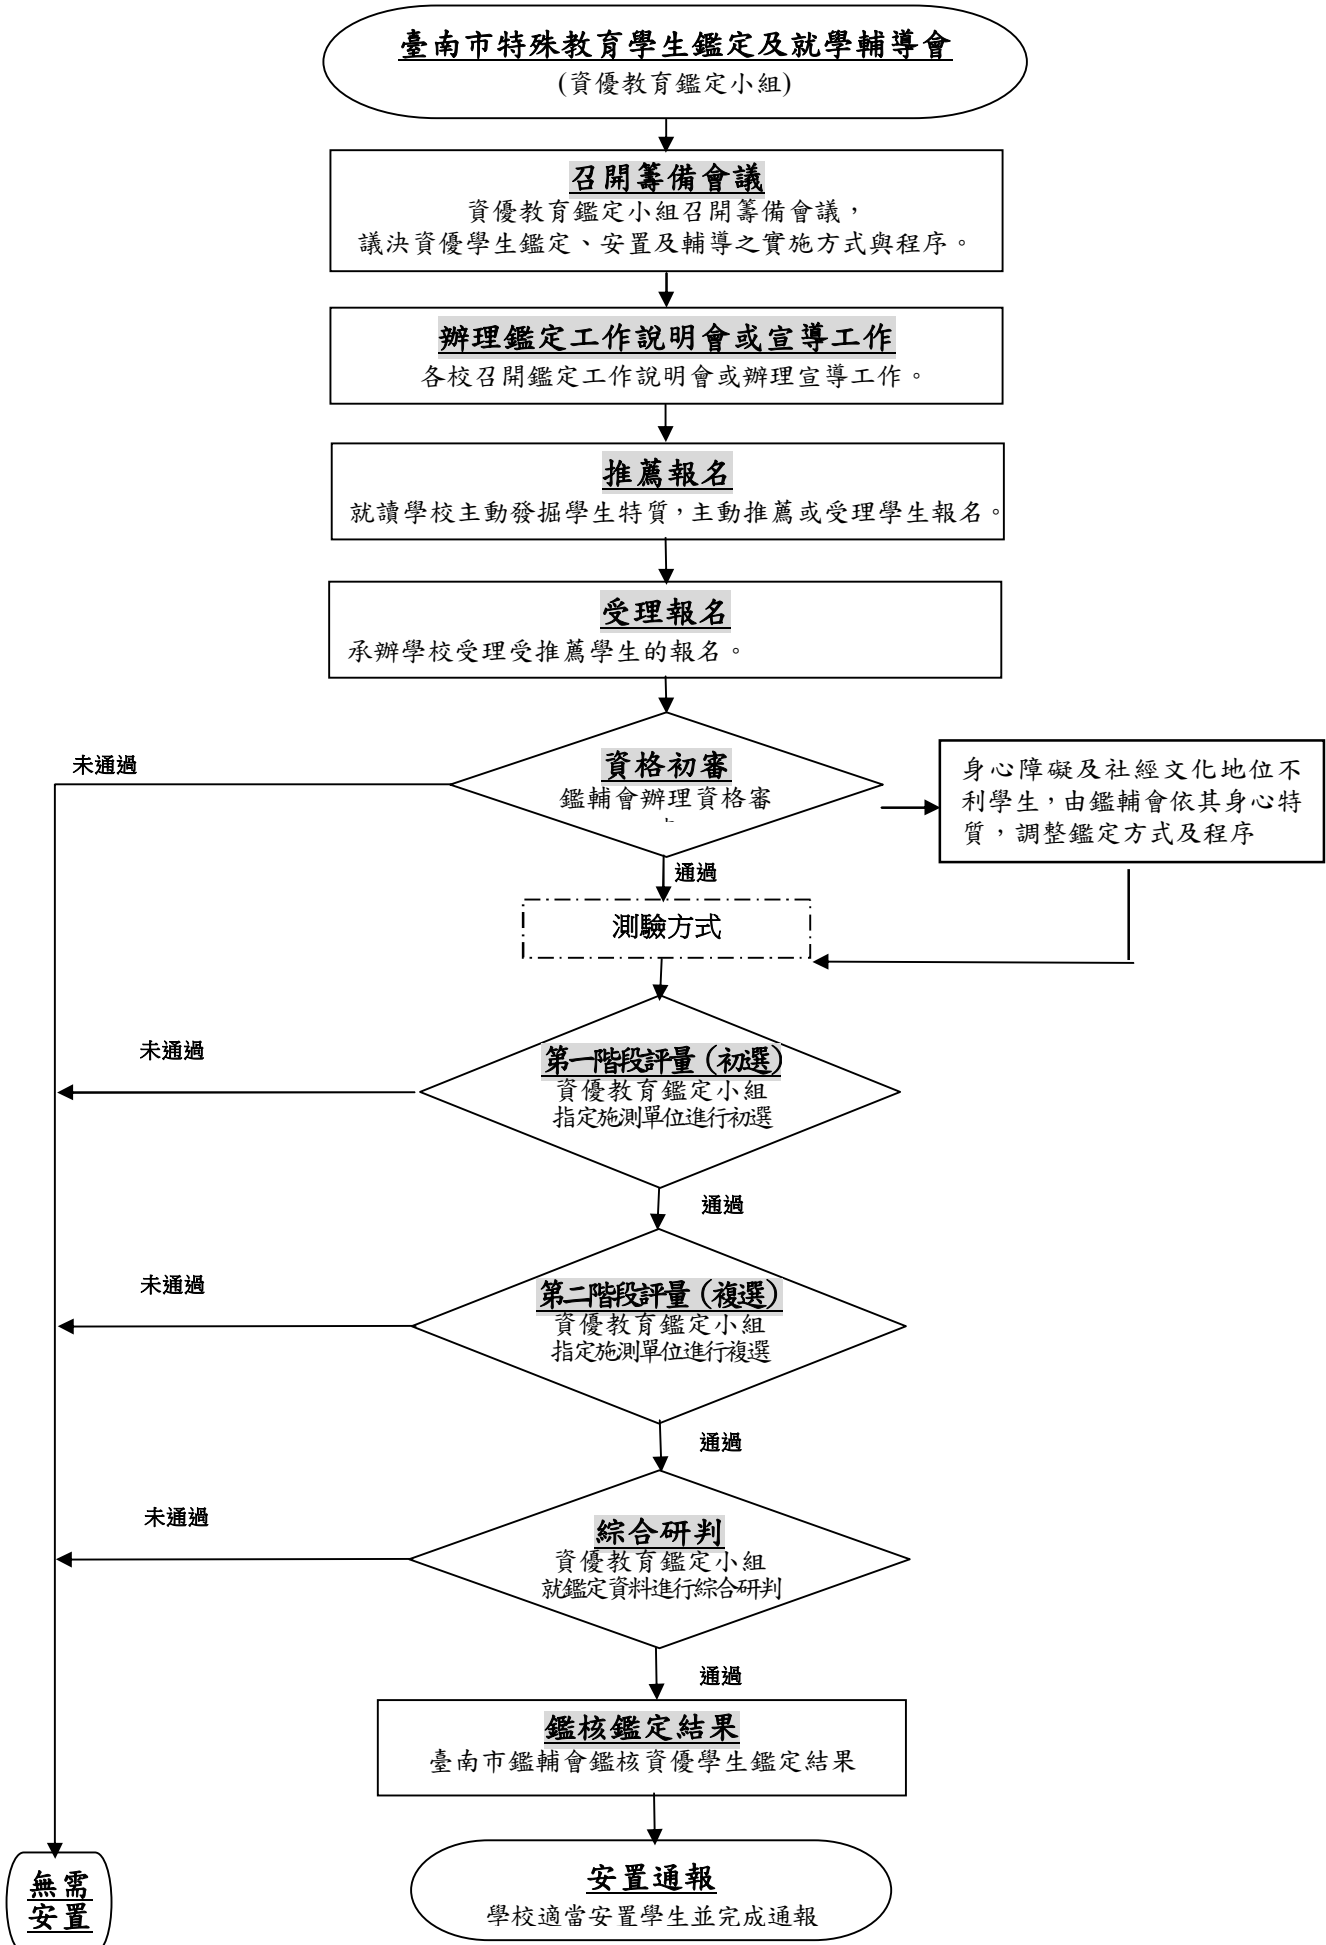 臺南市特殊教育學生鑑定及就學輔導會
(資優教育鑑定小組)
召開籌備會議
資優教育鑑定小組召開籌備會議，
議決資優學生鑑定、安置及輔導之實施方式與程序。
辦理鑑定工作說明會或宣導工作
各校召開鑑定工作說明會或辦理宣導工作。
推薦報名
就讀學校主動發掘學生特質，主動推薦或受理學生報名。
受理報名
承辦學校受理受推薦學生的報名。
未通過
資格初審
鑑輔會辦理資格審
身心障礙及社經文化地位不
利學生，由鑑輔會依其身心特
質，調整鑑定方式及程序
通過
測驗方式
未通過
第一階段評量（初選）
資優教育鑑定小組
指定施測單位進行初選
通過
未通過
第二階段評量（複選）
資優教育鑑定小組
指定施測單位進行複選
通過
未通過
綜合研判
資優教育鑑定小組
就鑑定資料進行綜合研判
通過
鑑核鑑定結果
臺南市鑑輔會鑑核資優學生鑑定結果
無需
安置
安置通報
學校適當安置學生並完成通報